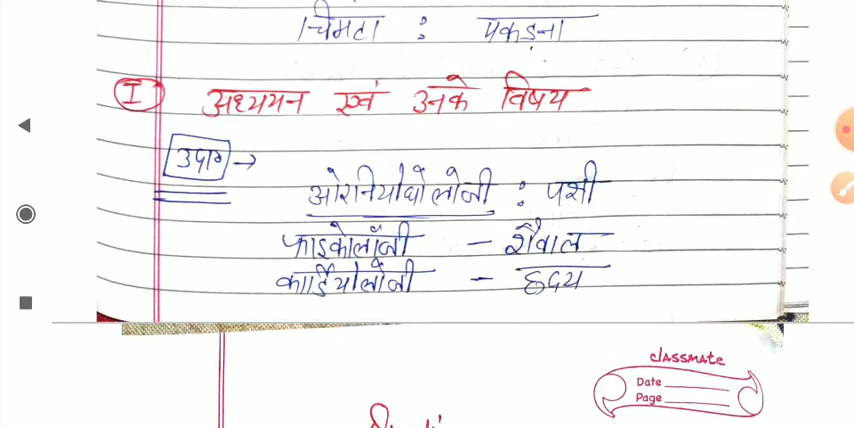 चिमटा : पकड़ना
I अध्ययन एवं उनके विषय
उदा० →
ओरनियोथोलोजी : पक्षी
फाइकोलॉजी - शैवाल
कार्डियोलॉजी - हृदय
classmate
Date
Page